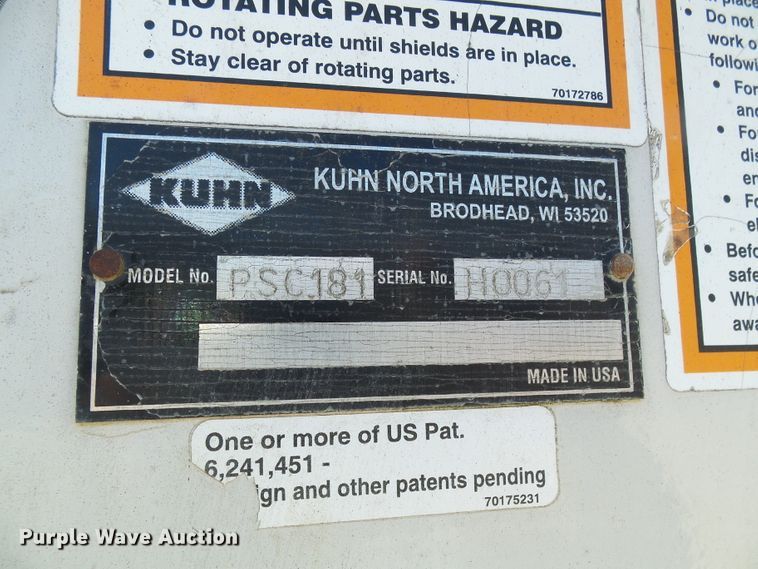 ROTATING PARTS HAZARD
• Do not operate until shields are in place.
• Stay clear of rotating parts.
70172786
in place
• Do not
work o
followi
• For
and
• Fo
dis
en
• Fo
el
• Befo
safe
• Whe
awa
KUHN
KUHN NORTH AMERICA, INC.
BRODHEAD, WI 53520
MODEL No. PSC181 SERIAL No. H0061
MADE IN USA
One or more of US Pat.
6,241,451 -
ign and other patents pending
70175231
Purple Wave Auction